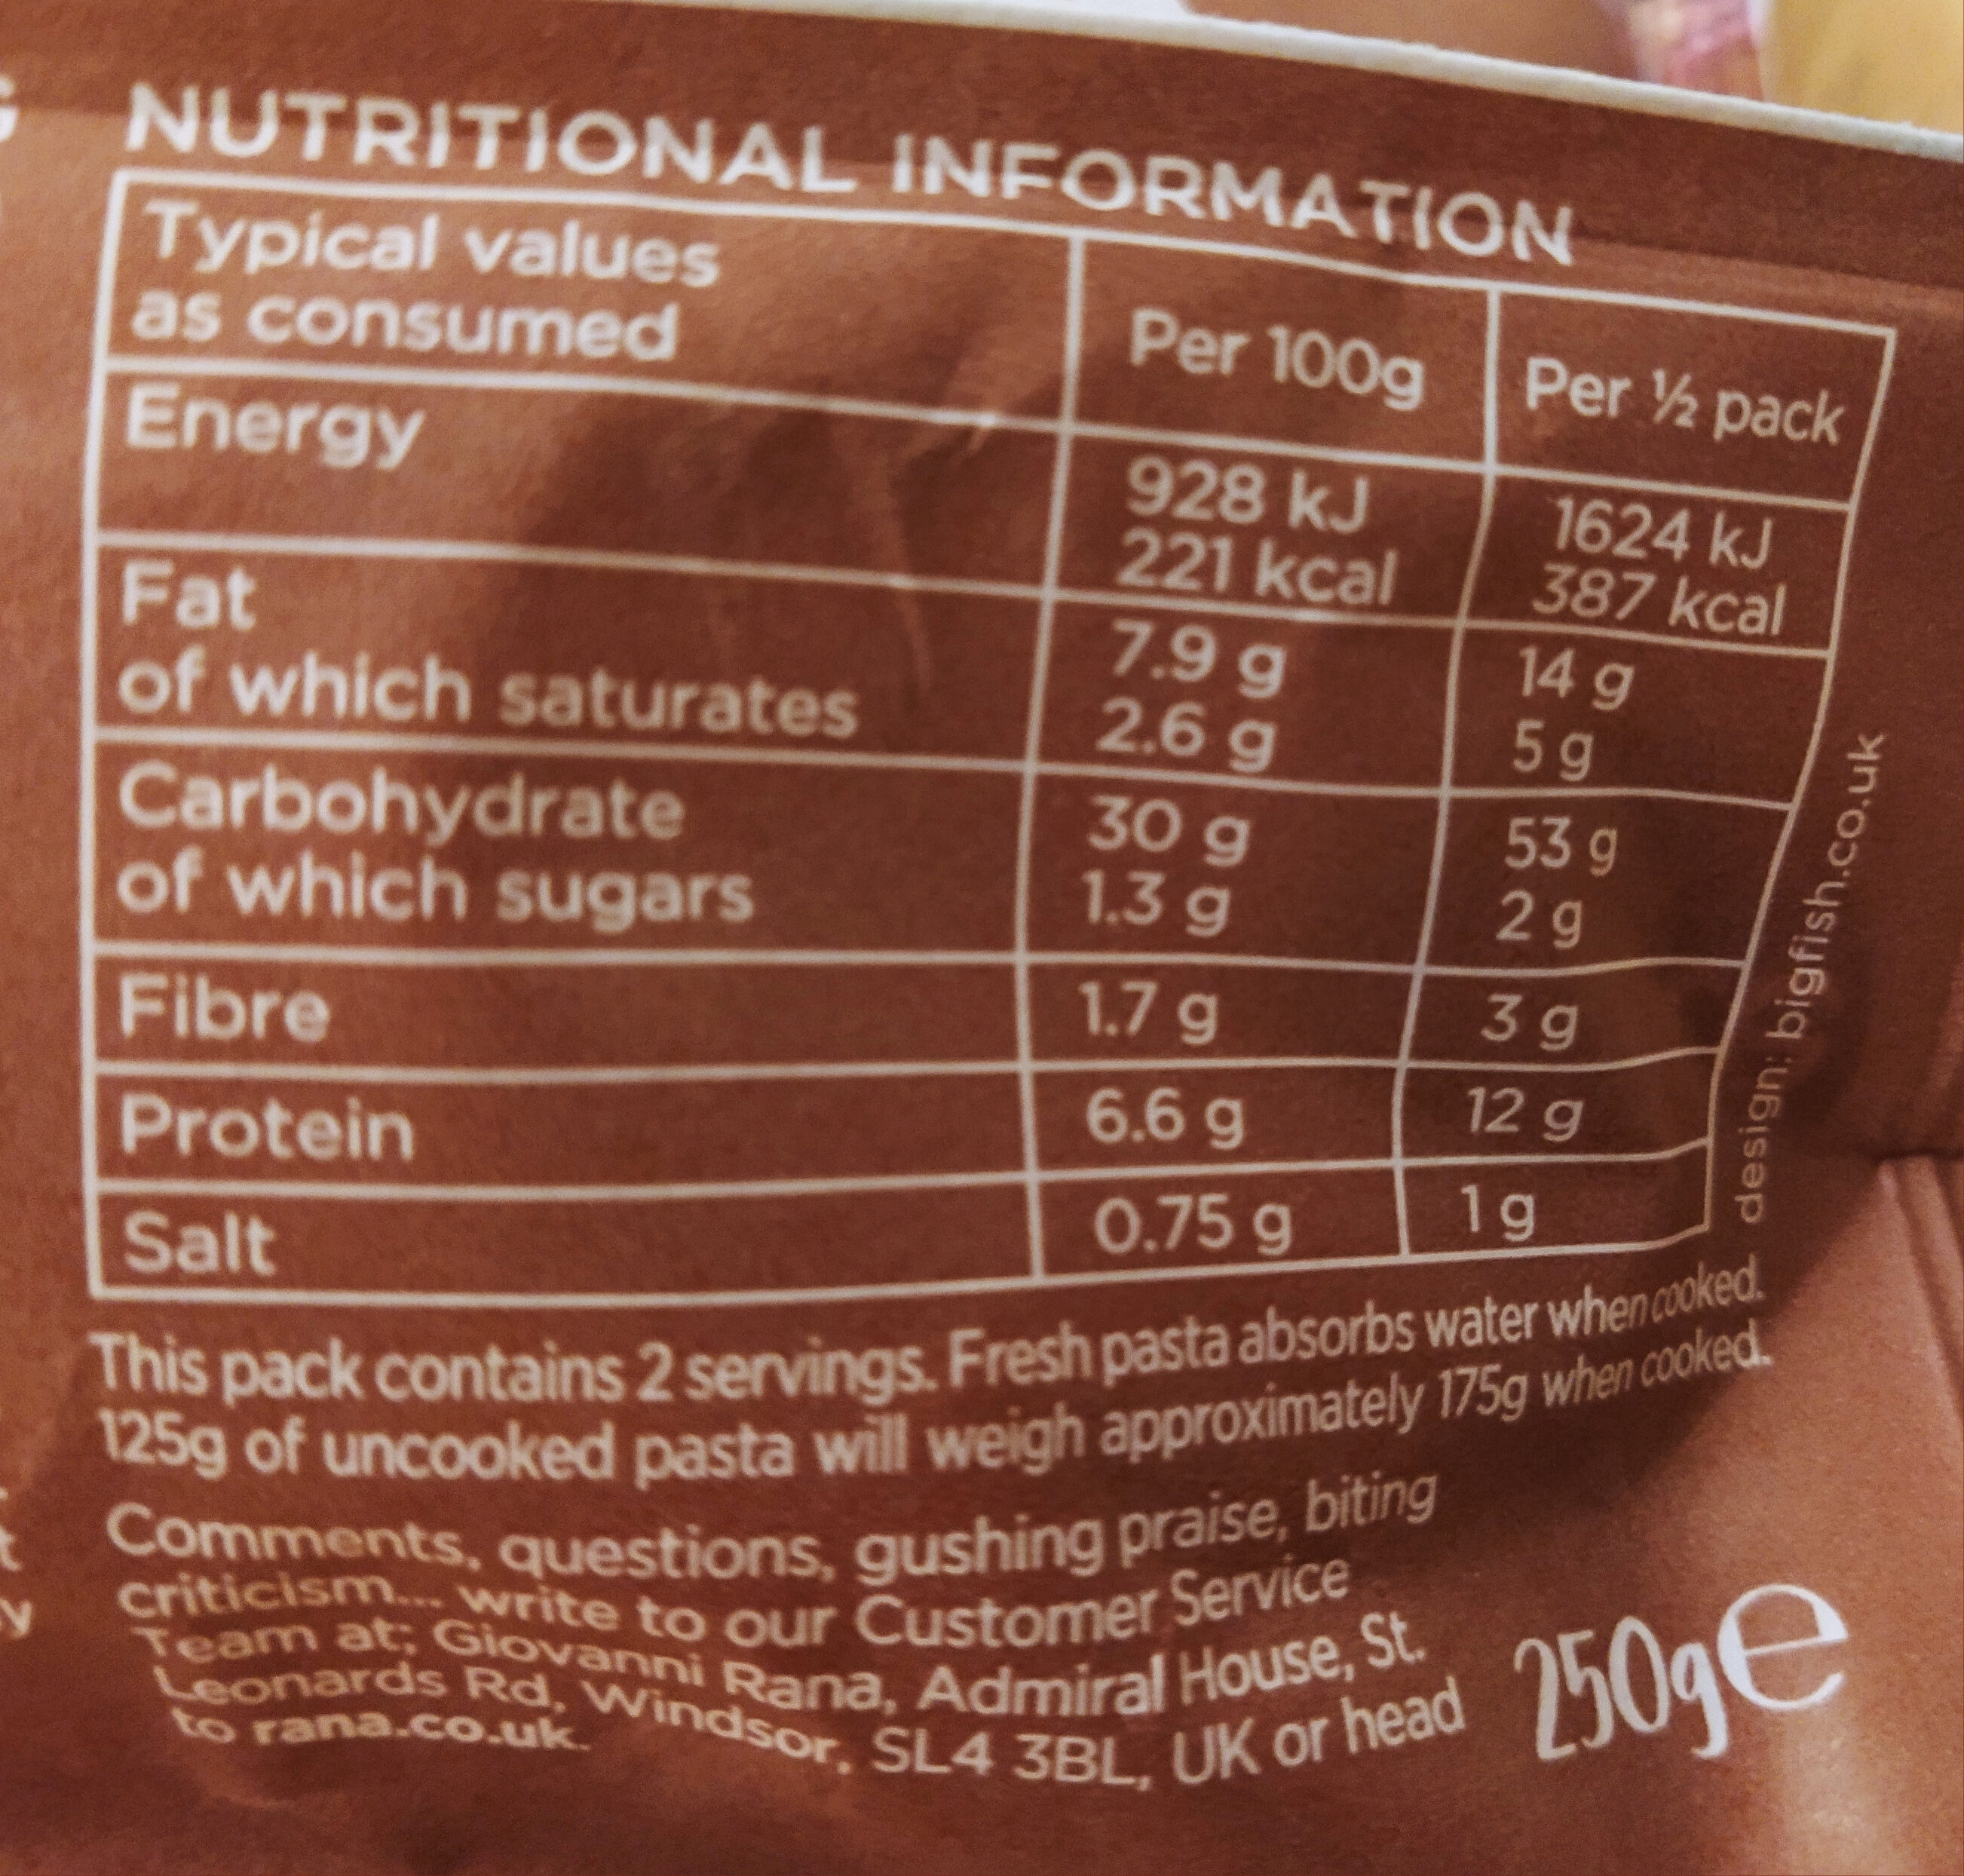 NUTRITIONAL INFORMATION
Typical values as consumed Per 100g Per ½ pack
Energy 928 kJ 1624 kJ
221 kcal 387 kcal
Fat 7.9 g 14 g
of which saturates 2.6 g 5 g
Carbohydrate 30 g 53 g
of which sugars 1.3 g 2 g
Fibre 1.7 g 3 g
Protein 6.6 g 12 g
Salt 0.75 g 1 g
design: bigfish.co.uk
This pack contains 2 servings. Fresh pasta absorbs water when cooked.
125g of uncooked pasta will weigh approximately 175g when cooked.
Comments, questions, gushing praise, biting
criticism... write to our Customer Service
Team at; Giovanni Rana, Admiral House, St.
Leonards Rd, Windsor, SL4 3BL, UK or head
to rana.co.uk.
250g e